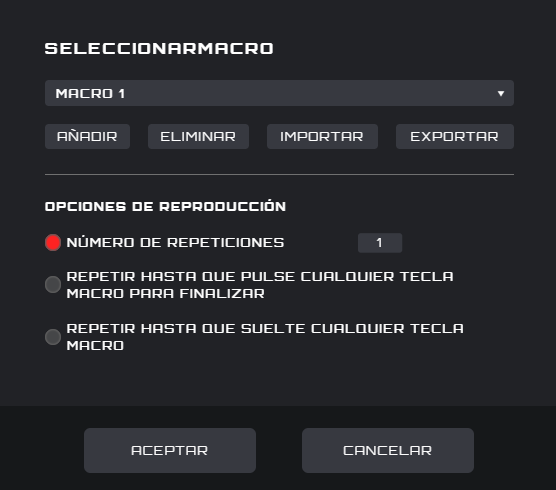 SELECCIONARMACRO
MACRO 1
AÑADIR ELIMINAR IMPORTAR EXPORTAR
OPCIONES DE REPRODUCCIÓN
NÚMERO DE REPETICIONES 1
REPETIR HASTA QUE PULSE CUALQUIER TECLA
MACRO PARA FINALIZAR
REPETIR HASTA QUE SUELTE CUALQUIER TECLA
MACRO
ACEPTAR CANCELAR